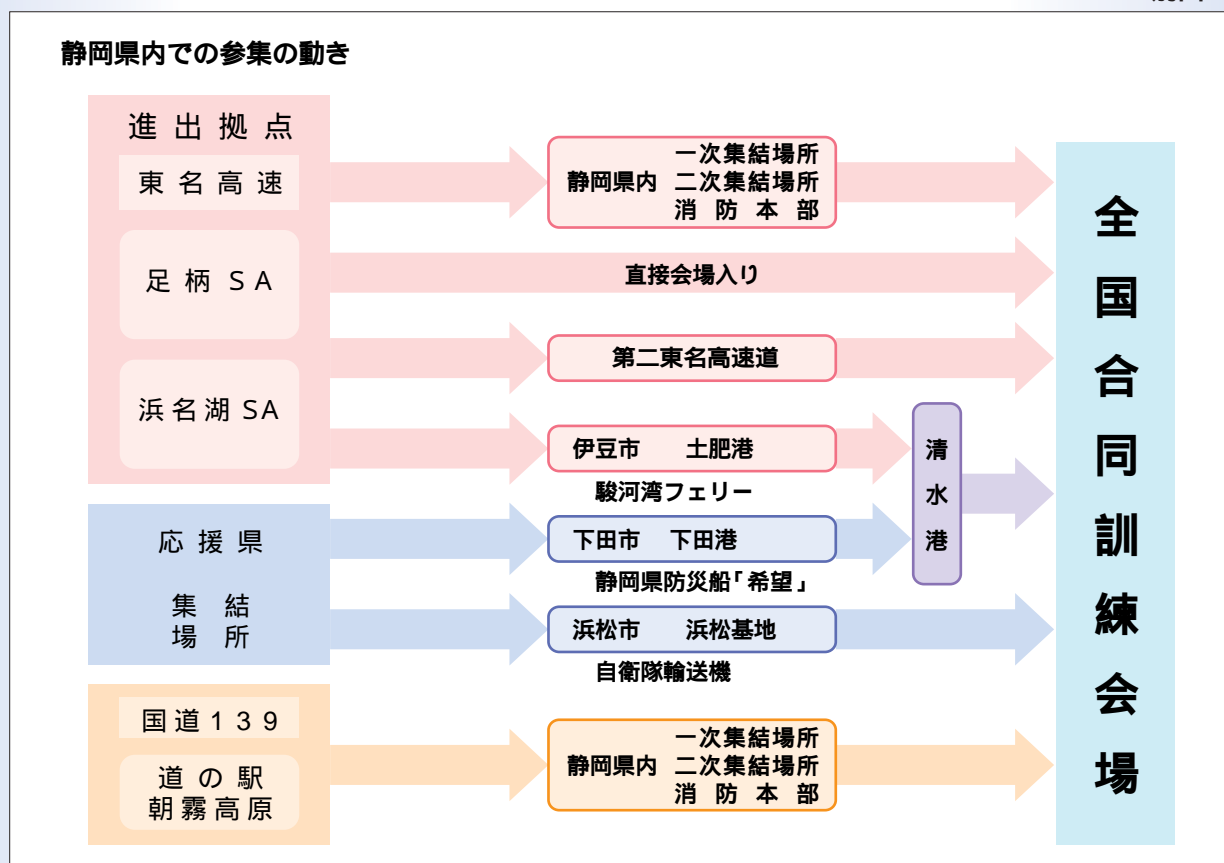 静岡県内での参集の動き
進出拠点
東名高速
足柄SA
浜名湖SA
応援県
集結
場所
国道139
道の駅
朝霧高原
一次集結場所
静岡県内 二次集結場所
消防本部
直接会場入り
第二東名高速道
伊豆市 土肥港
駿河湾フェリー
下田市 下田港
静岡県防災船「希望」
浜松市 浜松基地
自衛隊輸送機
一次集結場所
静岡県内 二次集結場所
消防本部
清水港
全国合同訓練会場